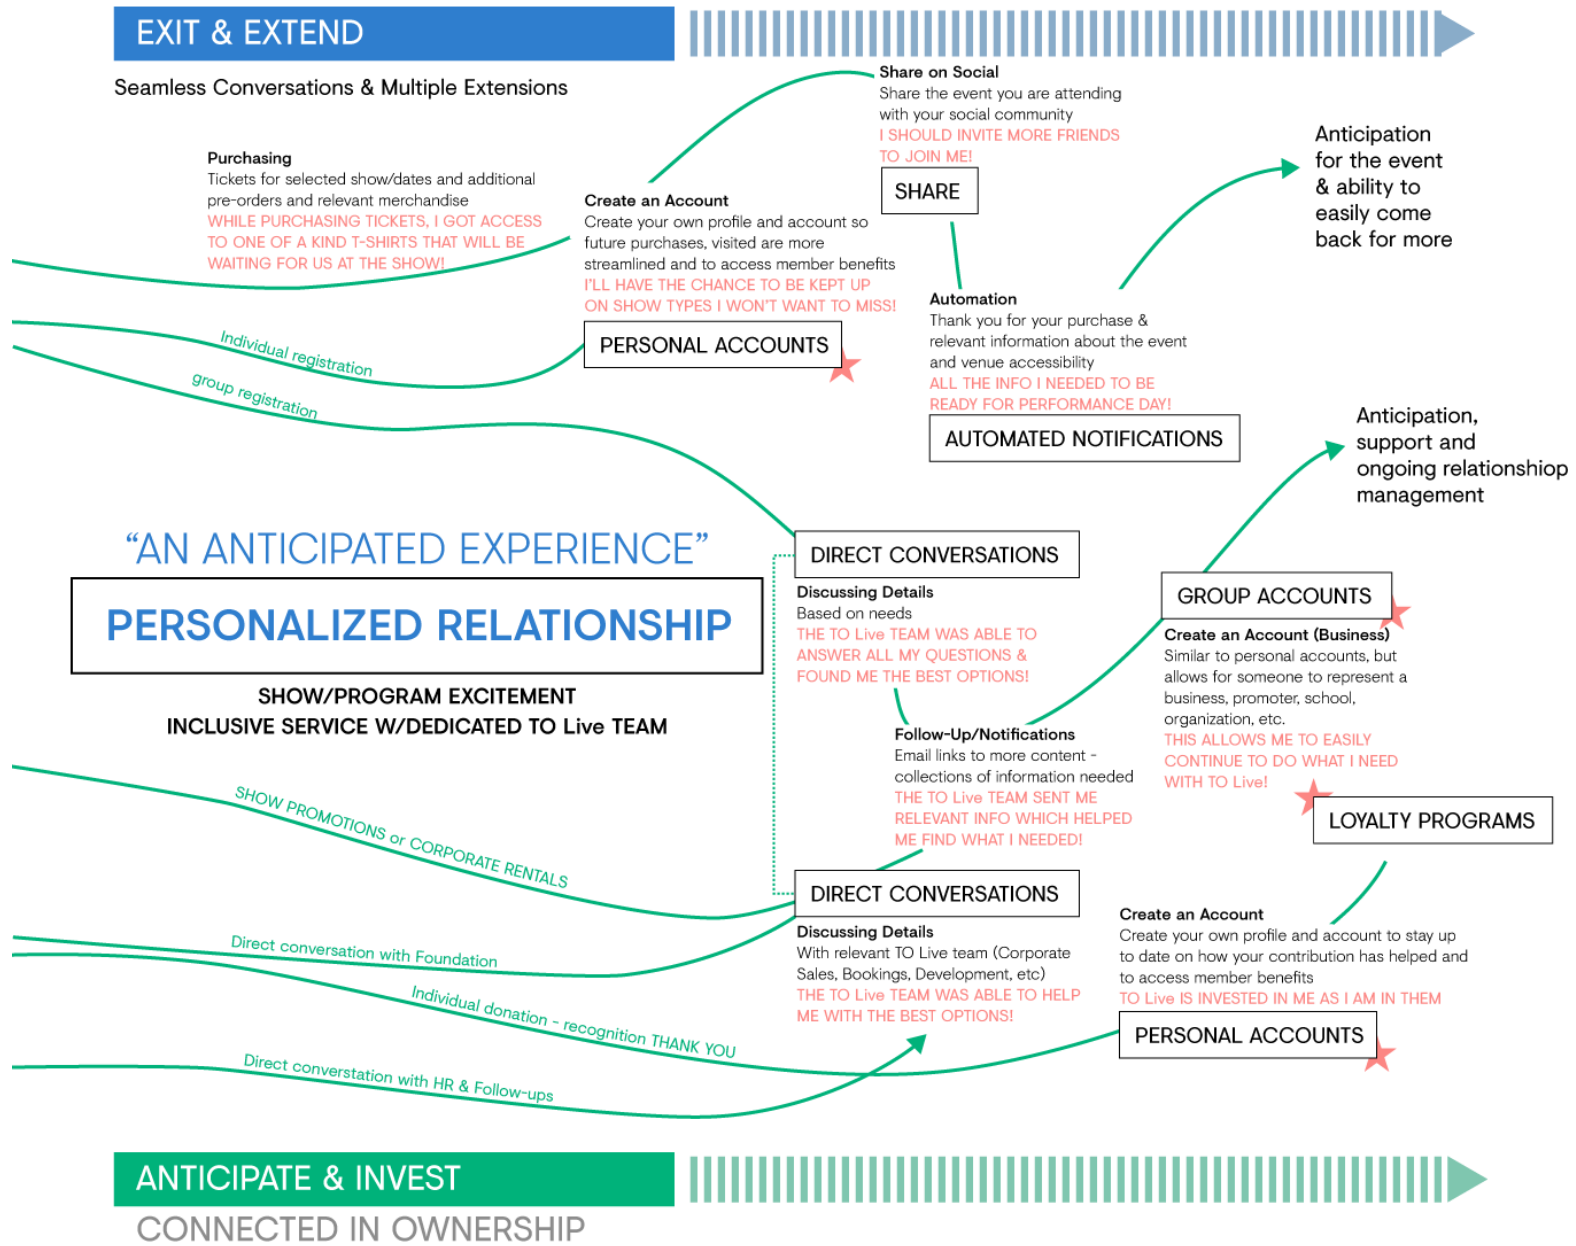 EXIT & EXTEND
Seamless Conversations & Multiple Extensions
Purchasing
Tickets for selected show/dates and additional
pre-orders and relevant merchandise
WHILE PURCHASING TICKETS, I GOT ACCESS
TO ONE OF A KIND T-SHIRTS THAT WILL BE
WAITING FOR US AT THE SHOW!
Create an Account
Create your own profile and account so
future purchases, visited are more
streamlined and to access member benefits
I'LL HAVE THE CHANCE TO BE KEPT UP
ON SHOW TYPES I WON'T WANT TO MISS!
PERSONAL ACCOUNTS
Share on Social
Share the event you are attending
with your social community
I SHOULD INVITE MORE FRIENDS
TO JOIN ME!
SHARE
Automation
Thank you for your purchase &
relevant information about the event
and venue accessibility
ALL THE INFO I NEEDED TO BE
READY FOR PERFORMANCE DAY!
AUTOMATED NOTIFICATIONS
Anticipation
for the event
& ability to
easily come
back for more
Individual registration
group registration
Anticipation,
support and
ongoing relationshiop
management
"AN ANTICIPATED EXPERIENCE"
PERSONALIZED RELATIONSHIP
SHOW/PROGRAM EXCITEMENT
INCLUSIVE SERVICE W/DEDICATED TO Live TEAM
DIRECT CONVERSATIONS
Discussing Details
Based on needs
THE TO Live TEAM WAS ABLE TO
ANSWER ALL MY QUESTIONS &
FOUND ME THE BEST OPTIONS!
Follow-Up/Notifications
Email links to more content -
collections of information needed
THE TO Live TEAM SENT ME
RELEVANT INFO WHICH HELPED
ME FIND WHAT I NEEDED!
GROUP ACCOUNTS
Create an Account (Business)
Similar to personal accounts, but
allows for someone to represent a
business, promoter, school,
organization, etc.
THIS ALLOWS ME TO EASILY
CONTINUE TO DO WHAT I NEED
WITH TO Live!
LOYALTY PROGRAMS
SHOW PROMOTIONS or CORPORATE RENTALS
Direct conversation with Foundation
Individual donation - recognition THANK YOU
Direct converstation with HR & Follow-ups
DIRECT CONVERSATIONS
Discussing Details
With relevant TO Live team (Corporate
Sales, Bookings, Development, etc)
THE TO Live TEAM WAS ABLE TO HELP
ME WITH THE BEST OPTIONS!
Create an Account
Create your own profile and account to stay up
to date on how your contribution has helped and
to access member benefits
TO Live IS INVESTED IN ME AS I AM IN THEM
PERSONAL ACCOUNTS
ANTICIPATE & INVEST
CONNECTED IN OWNERSHIP